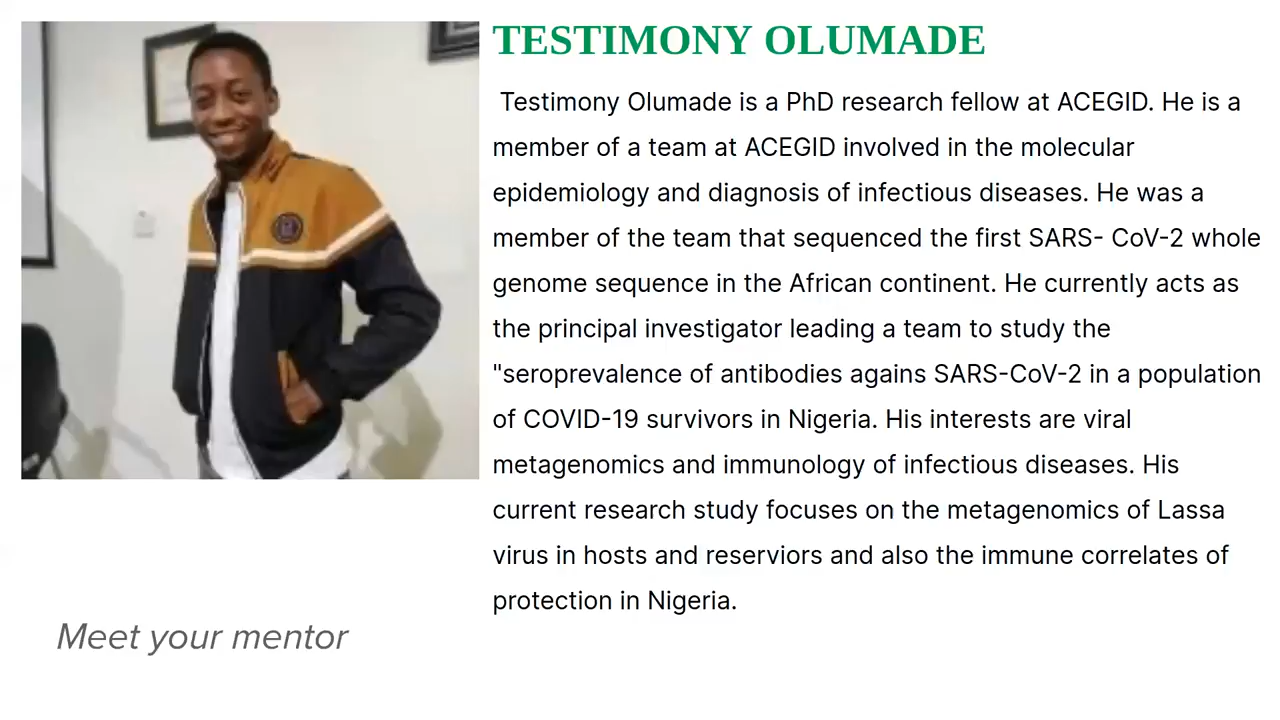 TESTIMONY OLUMADE
Testimony Olumade is a PhD research fellow at ACEGID. He is a
member of a team at ACEGID involved in the molecular
epidemiology and diagnosis of infectious diseases. He was a
member of the team that sequenced the first SARS- CoV-2 whole
genome sequence in the African continent. He currently acts as
the principal investigator leading a team to study the
"seroprevalence of antibodies agains SARS-CoV-2 in a population
of COVID-19 survivors in Nigeria. His interests are viral
metagenomics and immunology of infectious diseases. His
current research study focuses on the metagenomics of Lassa
virus in hosts and reserviors and also the immune correlates of
protection in Nigeria.
Meet your mentor